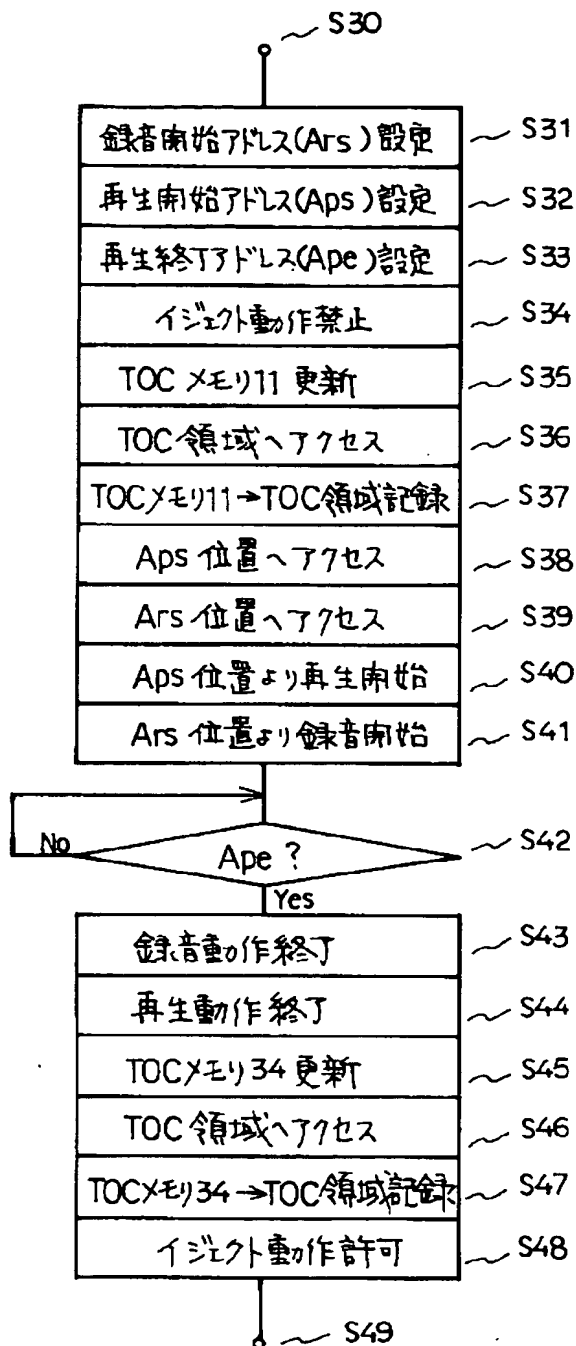 S30
録音開始アドレス(Ars)設定 S31
再生開始アドレス(Aps)設定 S32
再生終了アドレス(Ape)設定 S33
イジェクト動作禁止 S34
TOC メモリ11 更新 S35
TOC 領域へアクセス S36
TOCメモリ11→TOC領域記録 S37
Aps 位置へアクセス S38
Ars 位置へアクセス S39
Aps 位置より再生開始 S40
Ars 位置より録音開始 S41
No Ape ? S42
Yes
録音動作終了 S43
再生動作終了 S44
TOCメモリ34 更新 S45
TOC 領域へアクセス S46
TOCメモリ34→TOC領域記録 S47
イジェクト動作許可 S48
S49